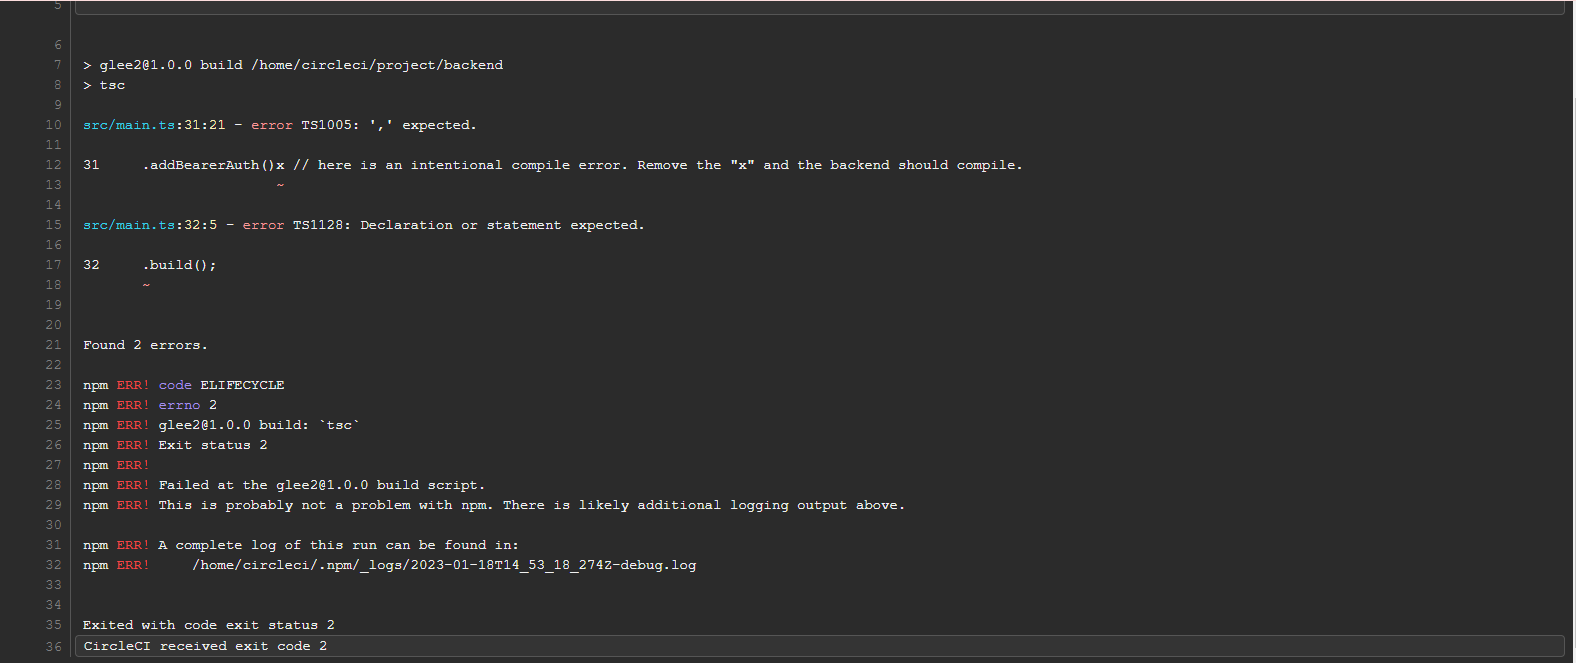 5
6
7 > glee2@1.0.0 build /home/circleci/project/backend
8 > tsc
9
10 src/main.ts:31:21 - error TS1005: ',' expected.
11
12 31     .addBearerAuth()x // here is an intentional compile error. Remove the "x" and the backend should compile.
13                        ~
14
15 src/main.ts:32:5 - error TS1128: Declaration or statement expected.
16
17 32     .build();
18        ~
19
20
21 Found 2 errors.
22
23 npm ERR! code ELIFECYCLE
24 npm ERR! errno 2
25 npm ERR! glee2@1.0.0 build: `tsc`
26 npm ERR! Exit status 2
27 npm ERR!
28 npm ERR! Failed at the glee2@1.0.0 build script.
29 npm ERR! This is probably not a problem with npm. There is likely additional logging output above.
30
31 npm ERR! A complete log of this run can be found in:
32 npm ERR!     /home/circleci/.npm/_logs/2023-01-18T14_53_18_274Z-debug.log
33
34
35 Exited with code exit status 2
36 CircleCI received exit code 2